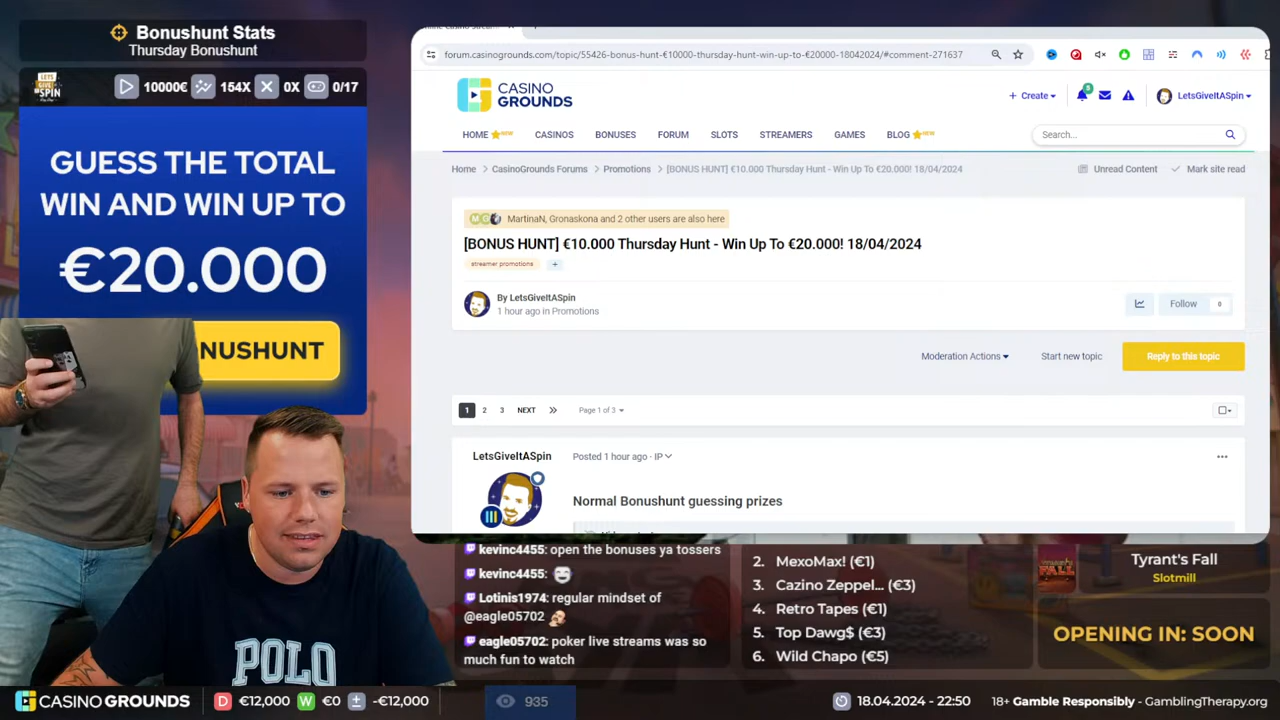 Bonushunt Stats
Thursday Bonushunt
LETS GIVE IT A SPIN
10000€ 154X 0X 0/17
GUESS THE TOTAL
WIN AND WIN UP TO
€20.000
NUSHUNT
forum.casinogrounds.com/topic/55426-bonus-hunt-€10000-thursday-hunt-win-up-to-€20000-18042024/#comment-271637
CASINO
GROUNDS
+ Create
5
LetsGiveItASpin
HOME NEW CASINOS BONUSES FORUM SLOTS STREAMERS GAMES BLOG NEW
Search...
Home > CasinoGrounds Forums > Promotions > [BONUS HUNT] €10.000 Thursday Hunt - Win Up To €20.000! 18/04/2024
Unread Content Mark site read
MartinaN, Gronaskona and 2 other users are also here
[BONUS HUNT] €10.000 Thursday Hunt - Win Up To €20.000! 18/04/2024
streamer promotions +
By LetsGiveItASpin
1 hour ago in Promotions
Follow 0
Moderation Actions Start new topic Reply to this topic
1 2 3 NEXT Page 1 of 3
LetsGiveItASpin
Posted 1 hour ago · IP
Normal Bonushunt guessing prizes
kevinc4455: open the bonuses ya tossers
kevinc4455:
Lotinis1974: regular mindset of
@eagle05702
eagle05702: poker live streams was so
much fun to watch
2. MexoMax! (€1)
3. Cazino Zeppel... (€3)
4. Retro Tapes (€1)
5. Top Dawg$ (€3)
6. Wild Chapo (€5)
Tyrant's Fall
Slotmill
OPENING IN: SOON
POLO
CASINOGROUNDS
D €12,000 W €0 ± -€12,000
935
18.04.2024 - 22:50
18+ Gamble Responsibly - GamblingTherapy.org